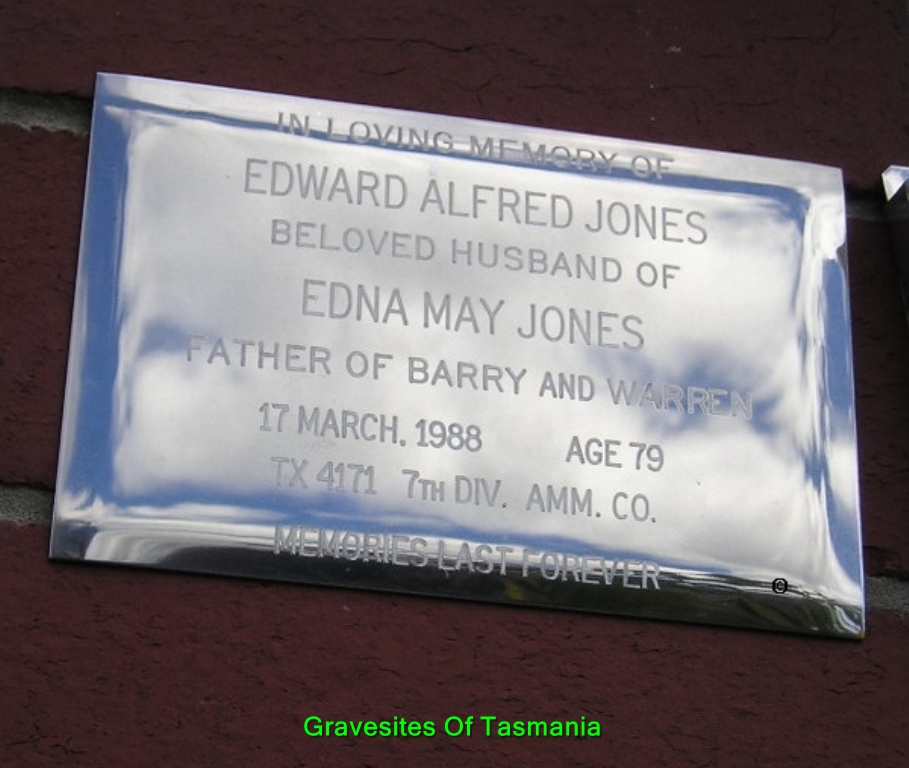 IN LOVING MEMORY OF
EDWARD ALFRED JONES
BELOVED HUSBAND OF
EDNA MAY JONES
FATHER OF BARRY AND WARREN
17 MARCH, 1988 AGE 79
TX 4171 7TH DIV. AMM. CO.
MEMORIES LAST FOREVER
©
Gravesites Of Tasmania